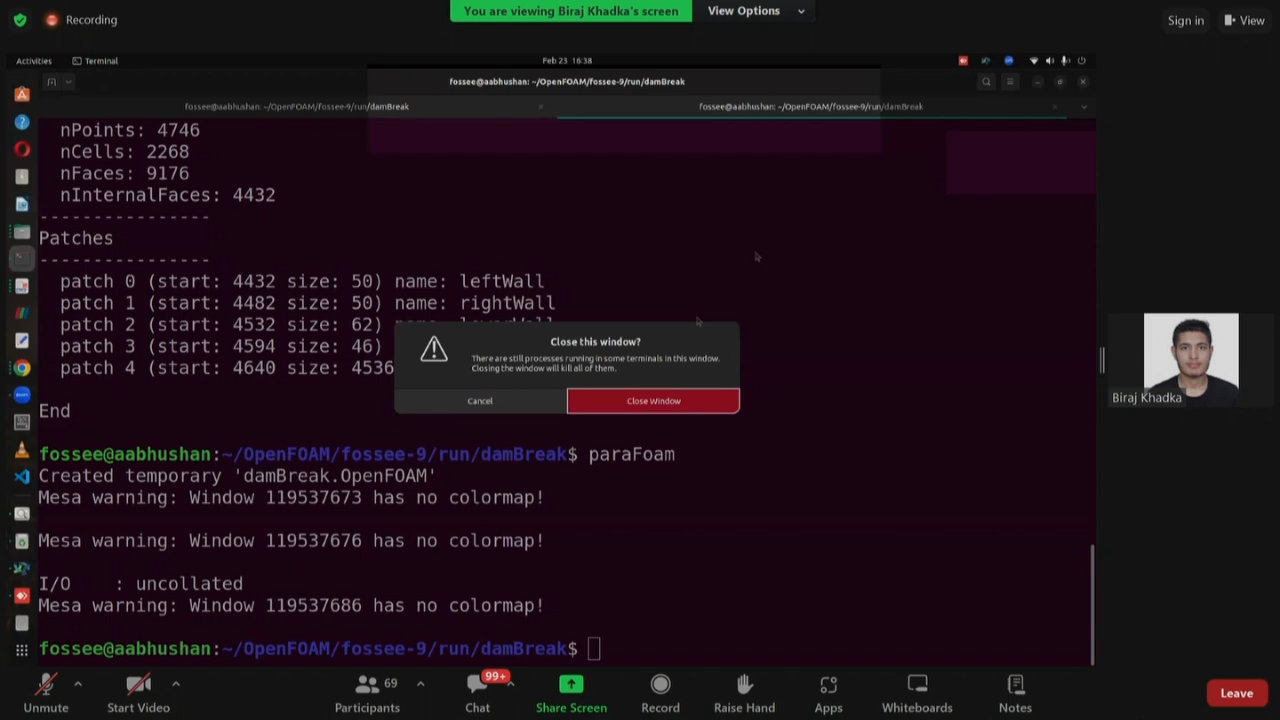 You are viewing Biraj Khadka's screen
View Options
Recording
Sign in
View
Activities
Terminal
Feb 23 16:38
fossee@aabhushan: ~/OpenFOAM/fossee-9/run/damBreak
fossee@aabhushan: ~/OpenFOAM/fossee-9/run/damBreak
fossee@aabhushan: ~/OpenFOAM/fossee-9/run/damBreak
nPoints: 4746
nCells: 2268
nFaces: 9176
nInternalFaces: 4432
----------------
Patches
----------------
patch 0 (start: 4432 size: 50) name: leftWall
patch 1 (start: 4482 size: 50) name: rightWall
patch 2 (start: 4532 size: 62) name: lowerWall
patch 3 (start: 4594 size: 46)
patch 4 (start: 4640 size: 4536
Close this window?
There are still processes running in some terminals in this window.
Closing the window will kill all of them.
Cancel
Close Window
End
fossee@aabhushan:~/OpenFOAM/fossee-9/run/damBreak$ paraFoam
Created temporary 'damBreak.OpenFOAM'
Mesa warning: Window 119537673 has no colormap!
Mesa warning: Window 119537676 has no colormap!
I/O    : uncollated
Mesa warning: Window 119537686 has no colormap!
fossee@aabhushan:~/OpenFOAM/fossee-9/run/damBreak$
Biraj Khadka
Unmute
Start Video
69
Participants
99+
Chat
Share Screen
Record
Raise Hand
Apps
Whiteboards
Notes
Leave